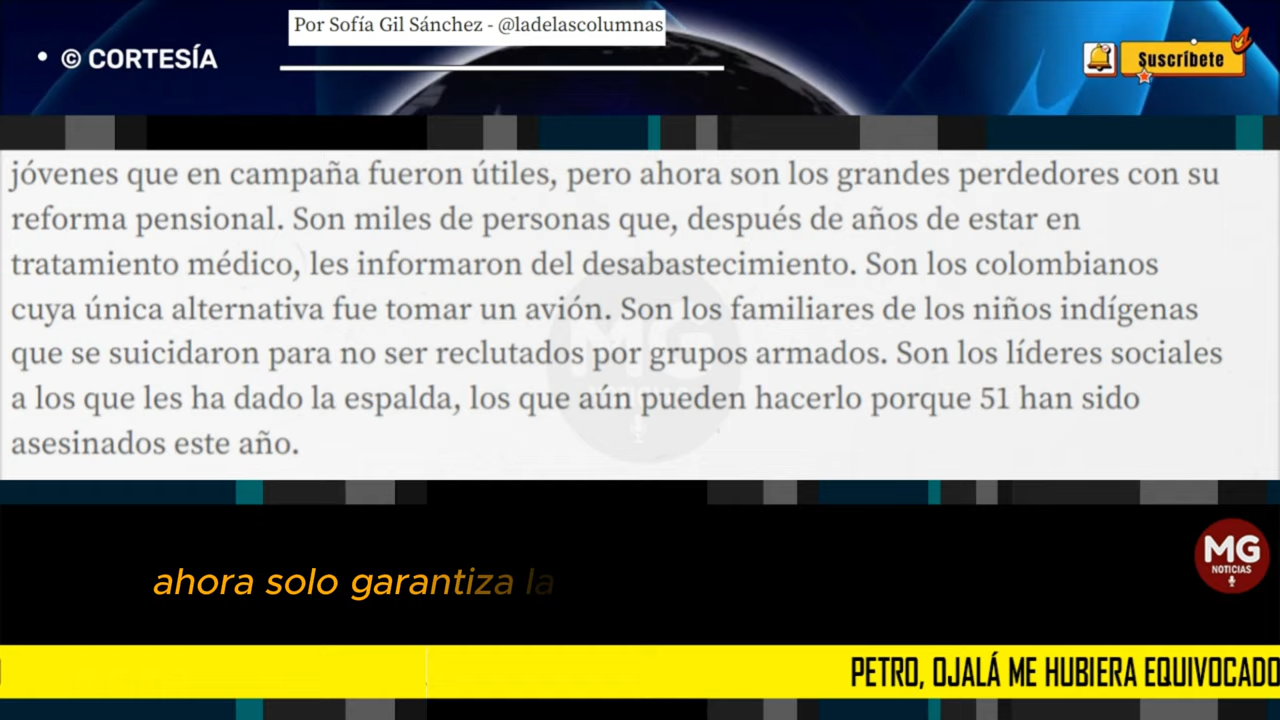 Por Sofía Gil Sánchez - @ladelascolumnas
• © CORTESÍA
Suscríbete
jóvenes que en campaña fueron útiles, pero ahora son los grandes perdedores con su
reforma pensional. Son miles de personas que, después de años de estar en
tratamiento médico, les informaron del desabastecimiento. Son los colombianos
cuya única alternativa fue tomar un avión. Son los familiares de los niños indígenas
que se suicidaron para no ser reclutados por grupos armados. Son los líderes sociales
a los que les ha dado la espalda, los que aún pueden hacerlo porque 51 han sido
asesinados este año.
MG
NOTICIAS
ahora solo garantiza la
MG
NOTICIAS
PETRO, OJALÁ ME HUBIERA EQUIVOCADO